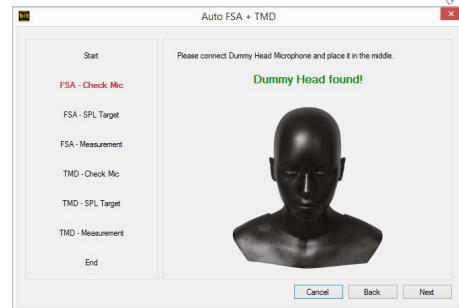 bit
Auto FSA + TMD
Start
FSA - Check Mic
FSA - SPL Target
FSA - Measurement
TMD - Check Mic
TMD - SPL Target
TMD - Measurement
End
Please connect Dummy Head Microphone and place it in the middle.
Dummy Head found!
Cancel
Back
Next